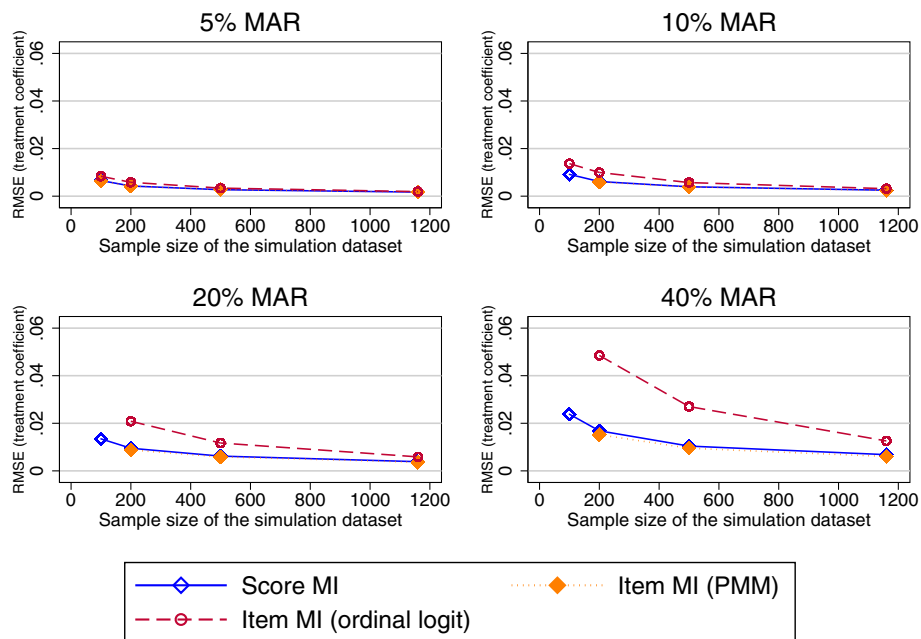 5% MAR
10% MAR
RMSE (treatment coefficient)
0 .02 .04 .06
0 200 400 600 800 1000 1200
Sample size of the simulation dataset
RMSE (treatment coefficient)
0 .02 .04 .06
0 200 400 600 800 1000 1200
Sample size of the simulation dataset
20% MAR
40% MAR
RMSE (treatment coefficient)
0 .02 .04 .06
0 200 400 600 800 1000 1200
Sample size of the simulation dataset
RMSE (treatment coefficient)
0 .02 .04 .06
0 200 400 600 800 1000 1200
Sample size of the simulation dataset
Score MI
Item MI (PMM)
Item MI (ordinal logit)